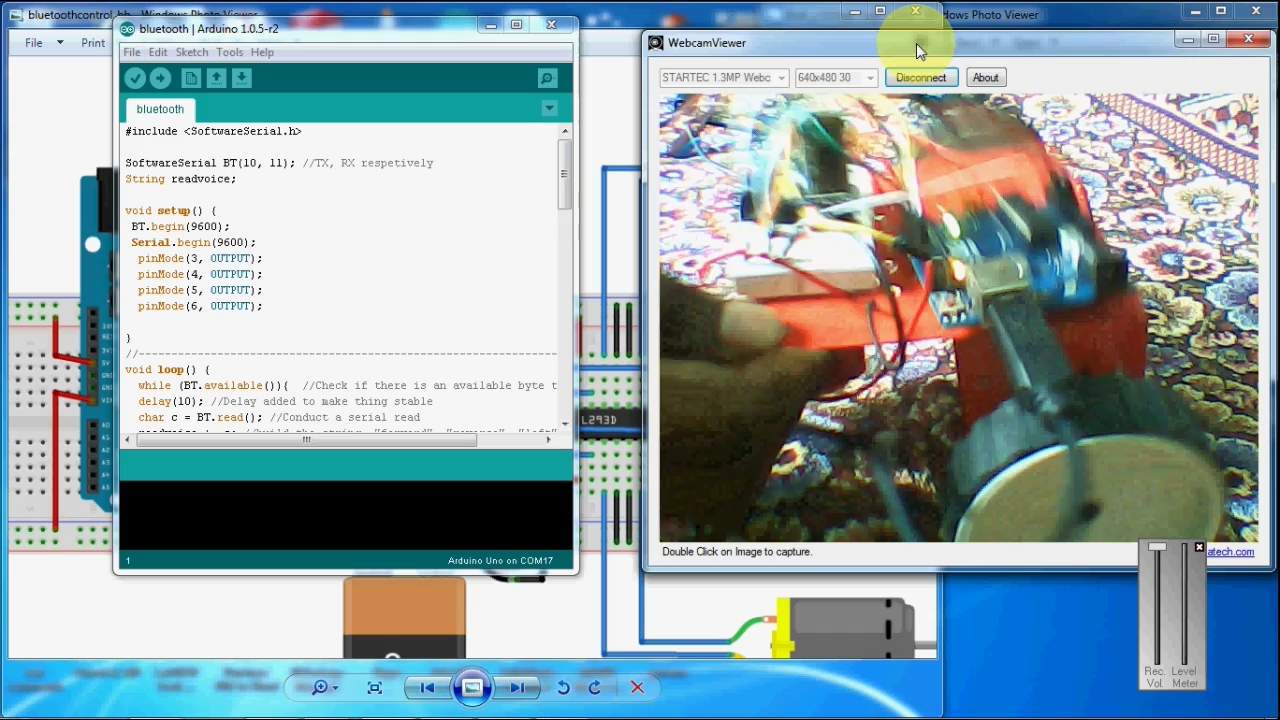 bluetoothcontrol_bb - Windows Photo Viewer
dows Photo Viewer
File Print
bluetooth | Arduino 1.0.5-r2
File Edit Sketch Tools Help
bluetooth
#include <SoftwareSerial.h>
SoftwareSerial BT(10, 11); //TX, RX respetively
String readvoice;
void setup() {
BT.begin(9600);
Serial.begin(9600);
pinMode(3, OUTPUT);
pinMode(4, OUTPUT);
pinMode(5, OUTPUT);
pinMode(6, OUTPUT);
}
//----------------------------------------------------------------
void loop() {
while (BT.available()){ //Check if there is an available byte t
delay(10); //Delay added to make thing stable
char c = BT.read(); //Conduct a serial read
1
Arduino Uno on COM17
L293D
WebcamViewer
STARTEC 1.3MP Webc
640x480 30
Disconnect
About
Double Click on Image to capture.
atech.com
Rec. Vol.
Level Meter